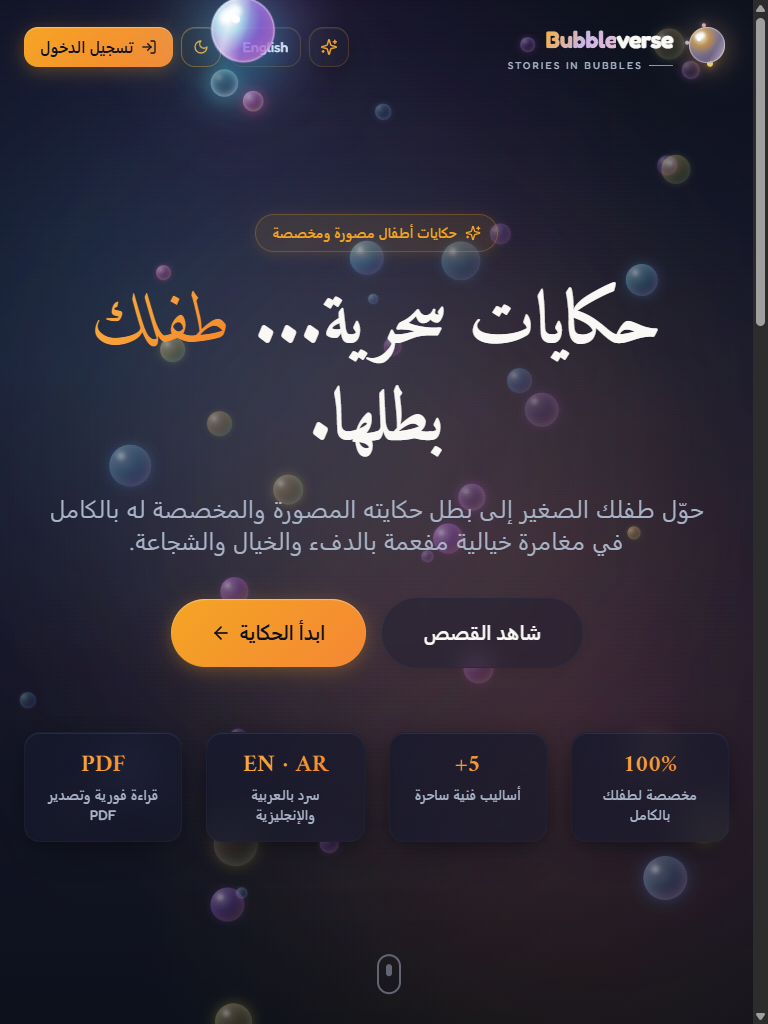 Bubbleverse
STORIES IN BUBBLES
English
تسجيل الدخول
حكايات أطفال مصورة ومخصصة
حكايات سحرية... طفلك
بطلها.
حوّل طفلك الصغير إلى بطل حكايته المصورة والمخصصة له بالكامل
في مغامرة خيالية مفعمة بالدفء والخيال والشجاعة.
شاهد القصص
ابدأ الحكاية ←
100%
مخصصة لطفلك
بالكامل
+5
أساليب فنية ساحرة
EN · AR
سرد بالعربية
والإنجليزية
PDF
قراءة فورية وتصدير
PDF